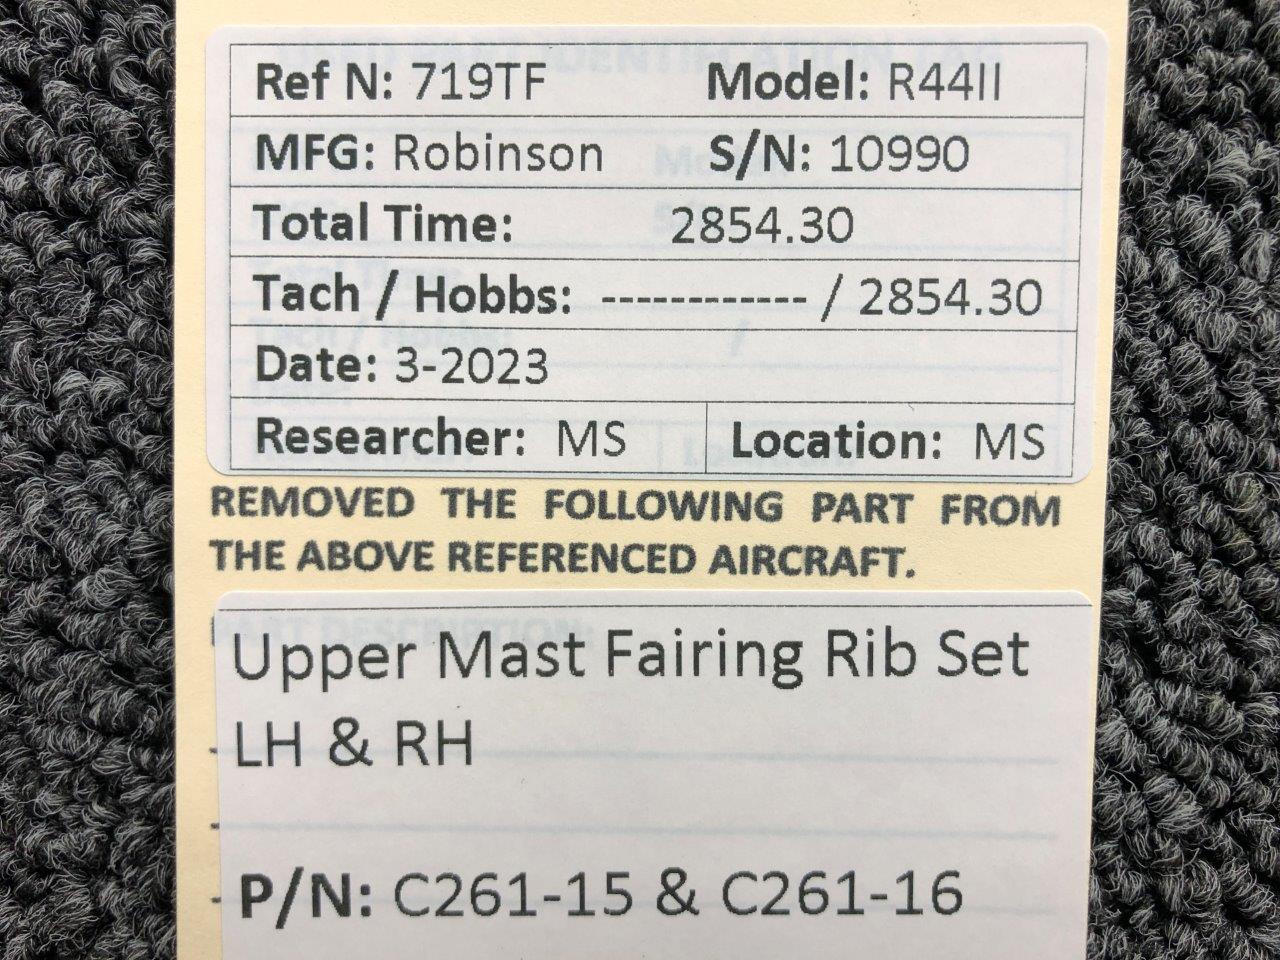 Ref N: 719TF Model: R44II
MFG: Robinson S/N: 10990
Total Time: 2854.30
Tach / Hobbs: ------------ / 2854.30
Date: 3-2023
Researcher: MS Location: MS
REMOVED THE FOLLOWING PART FROM
THE ABOVE REFERENCED AIRCRAFT.
PART DESCRIPTION:
Upper Mast Fairing Rib Set
LH & RH
P/N: C261-15 & C261-16